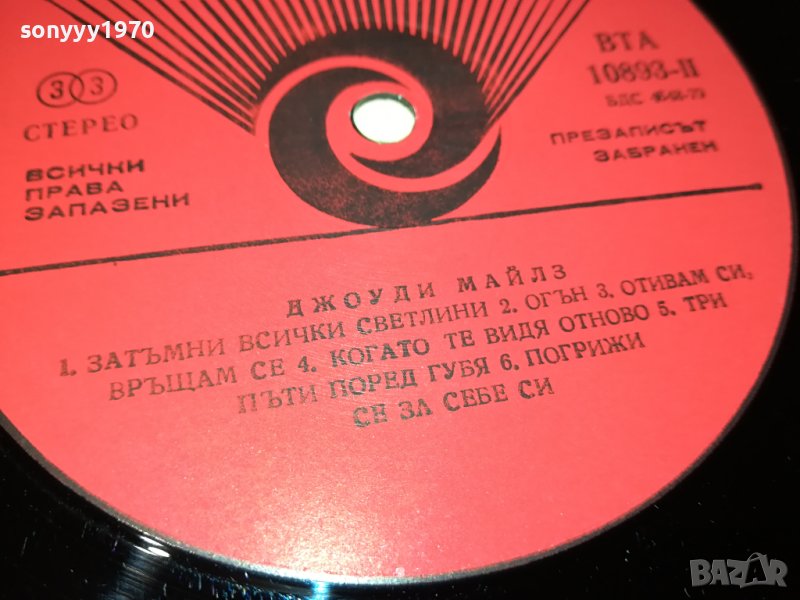 sonyyy1970
33
СТЕРЕО
ВСИЧКИ
ПРАВА
ЗАПАЗЕНИ
ВТА
10893-II
БДС
ПРЕЗАПИСЪТ
ЗАБРАНЕН
ДЖОУДИ МАЙЛЗ
1. ЗАТЪМНИ ВСИЧКИ СВЕТЛИНИ 2. ОГЪН 3. ОТИВАМ СИ,
ВРЪЩАМ СЕ 4. КОГАТО ТЕ ВИДЯ ОТНОВО 5. ТРИ
ПЪТИ ПОРЕД ГУБЯ 6. ПОГРИЖИ
СЕ ЗА СЕБЕ СИ
BAZAR